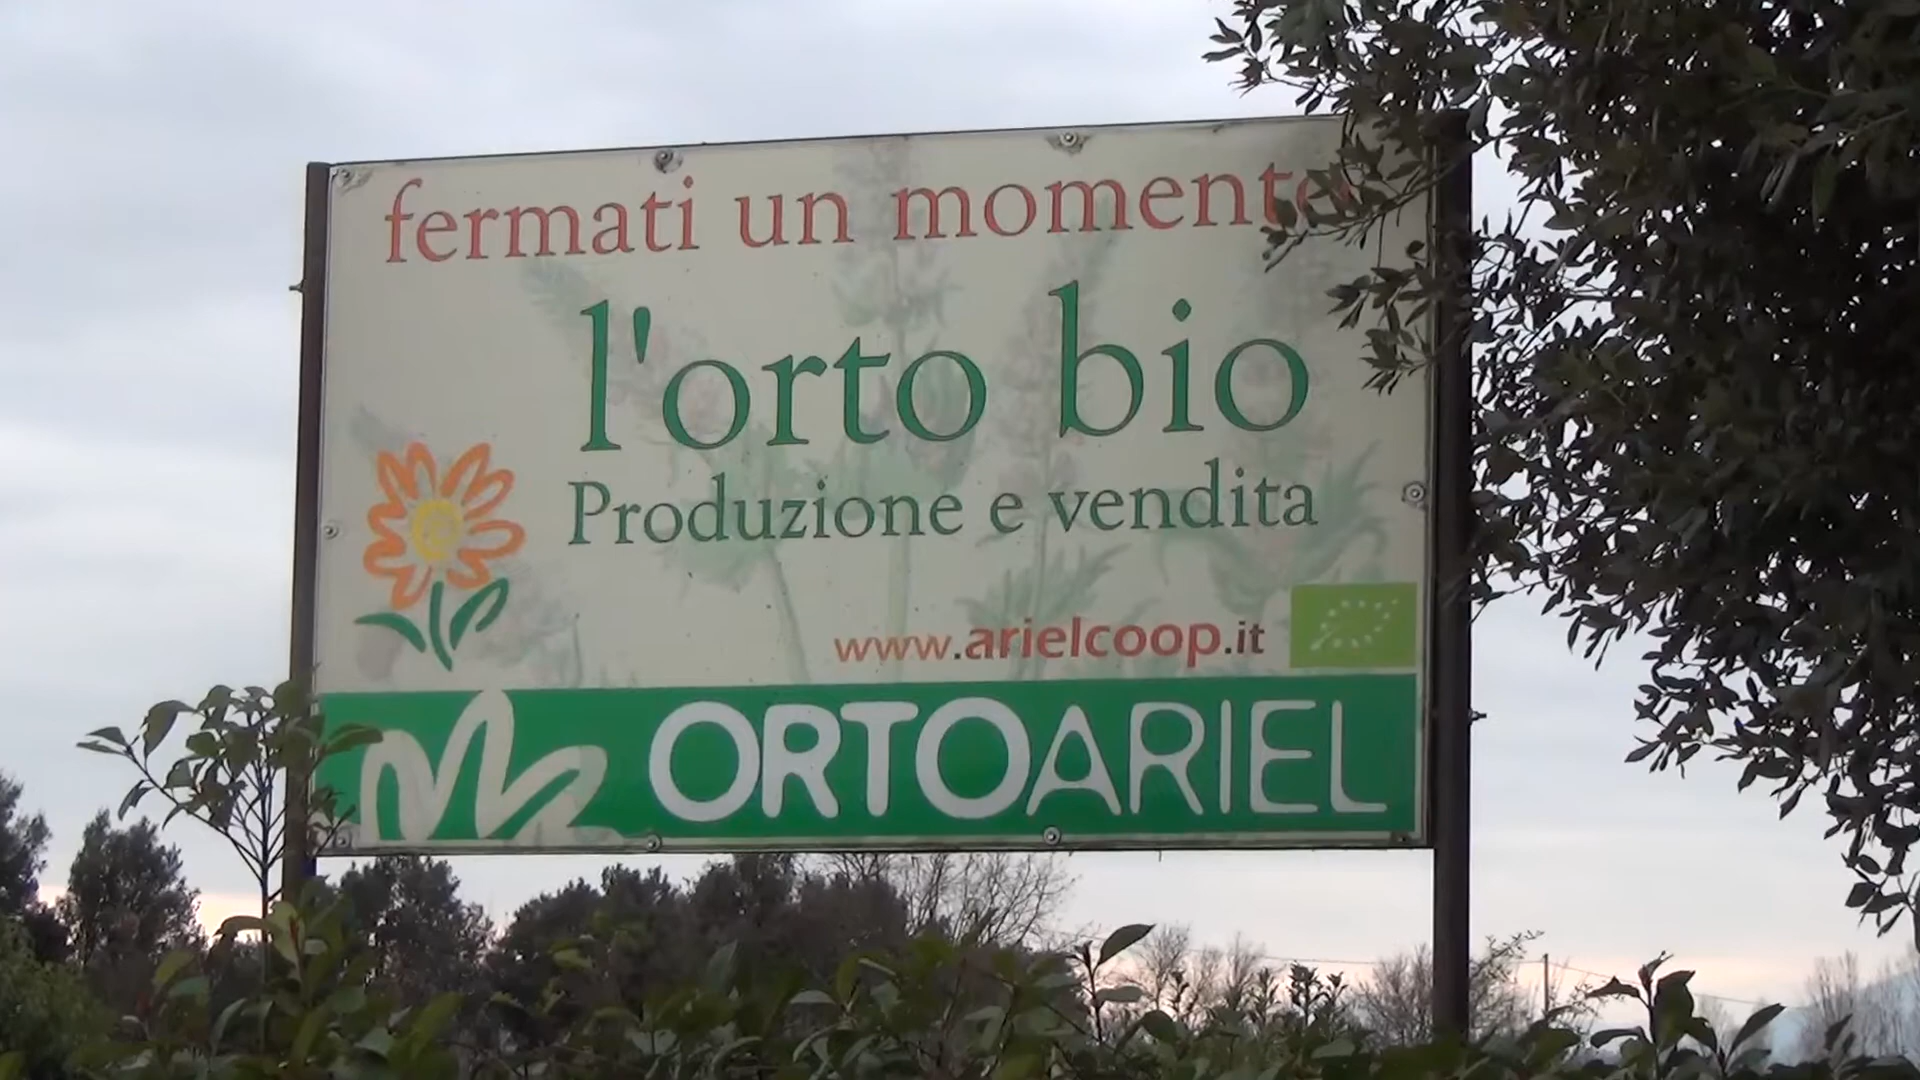 fermati un momento
l'orto bio
Produzione e vendita
www.arielcoop.it
ORTOARIEL